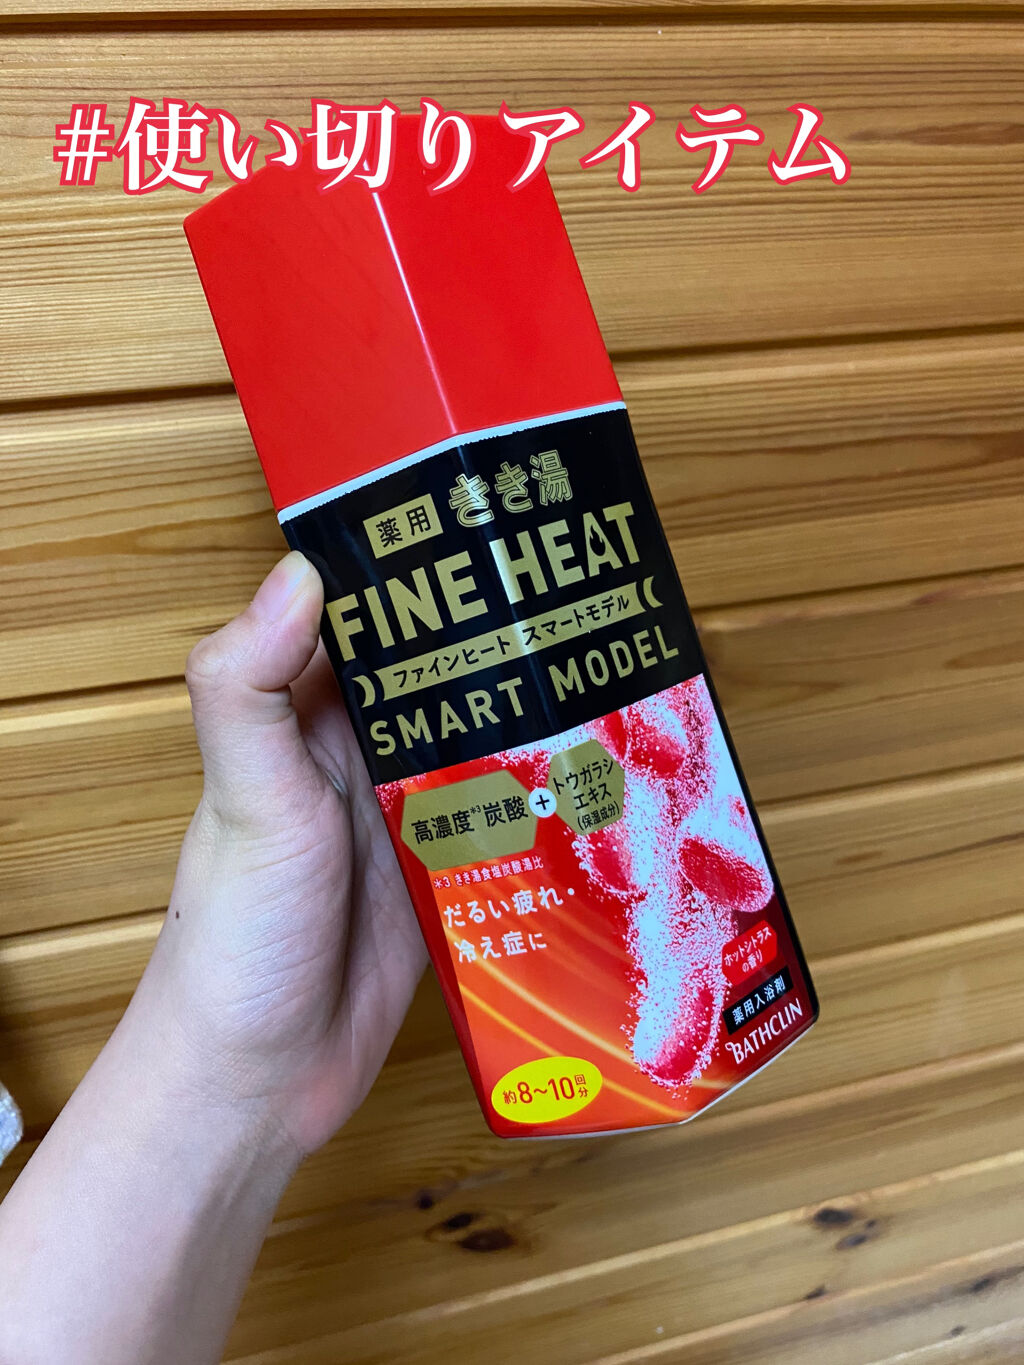 #使い切りアイテム
薬用 きき湯
FINE HEAT
ファインヒート スマートモデル
SMART MODEL
高濃度*3炭酸
+
トウガラシ
エキス
(保湿成分)
*3 きき湯食塩炭酸湯比
だるい疲れ・
冷え症に
ホットシトラス
の香り
薬用入浴剤
BATHCLIN
約8~10回分